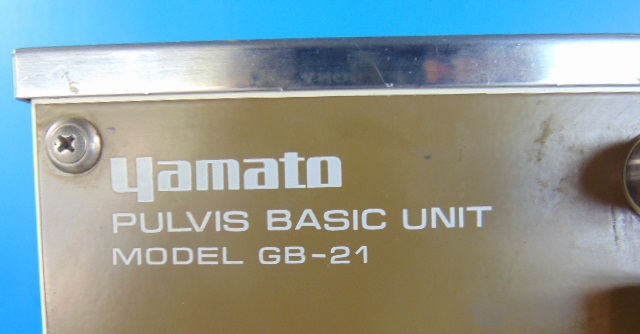 yamato
PULVIS BASIC UNIT
MODEL GB-21